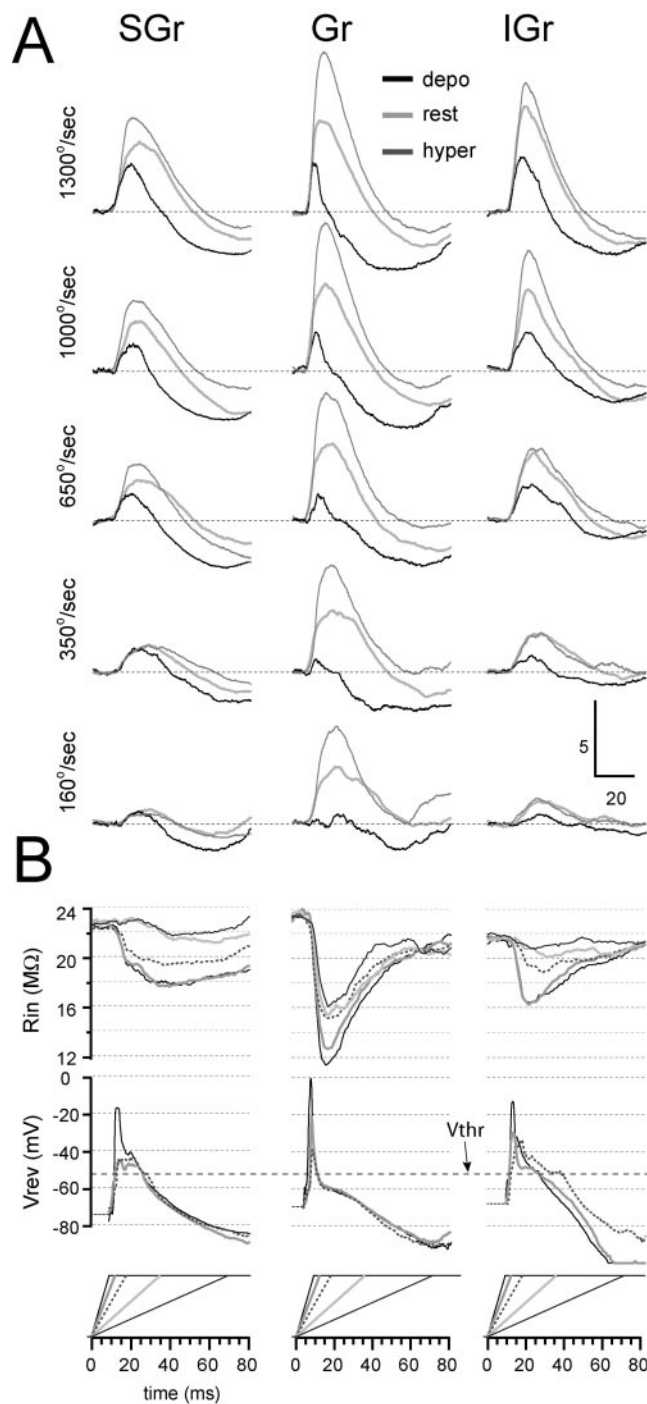 A
SGr Gr IGr
depo
rest
hyper
1300°/sec
1000°/sec
650°/sec
350°/sec
160°/sec
5
20
B
24
20
16
12
Rin (MΩ)
0
-20
-40
-60
-80
Vrev (mV)
Vthr
0 20 40 60 80 0 20 40 60 80 0 20 40 60 80
time (ms)